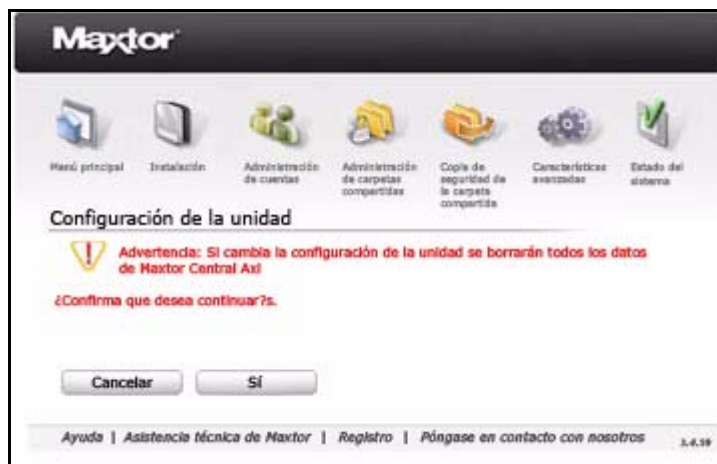 Maxtor
Menú principal
Instalación
Administración de cuentas
Administración de carpetas compartidas
Copia de seguridad de la carpeta compartida
Características avanzadas
Estado del sistema
Configuración de la unidad
Advertencia: Si cambia la configuración de la unidad se borrarán todos los datos
de Maxtor Central Axi
¿Confirma que desea continuar?s.
Cancelar
Sí
Ayuda | Asistencia técnica de Maxtor | Registro | Póngase en contacto con nosotros